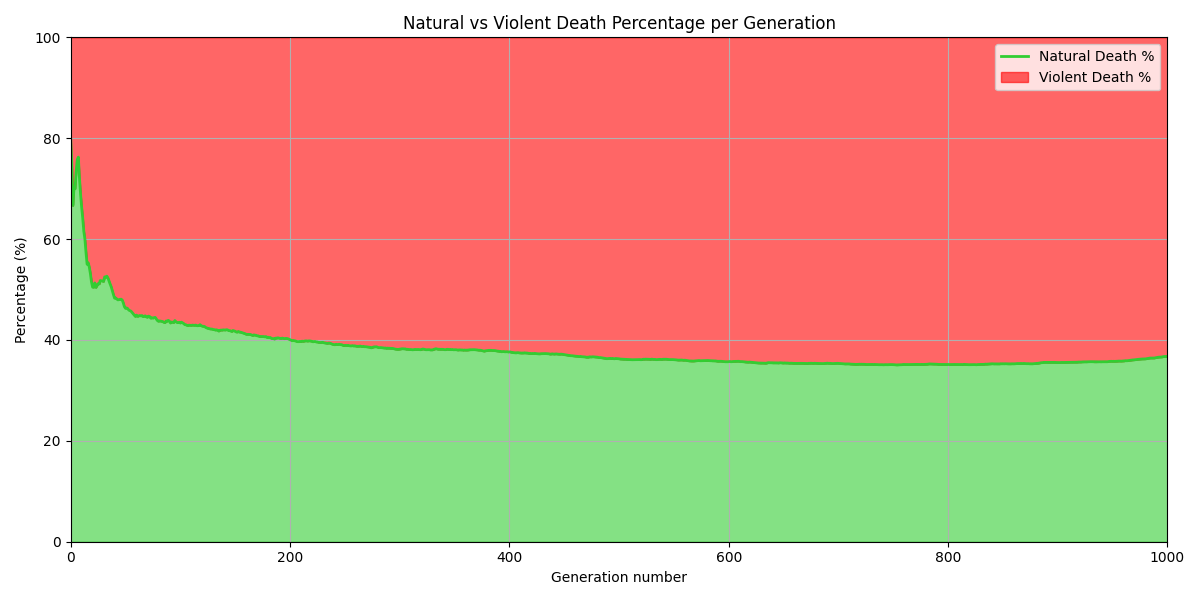 Natural vs Violent Death Percentage per Generation
100
80
60
40
20
0
Percentage (%)
Natural Death %
Violent Death %
0 200 400 600 800 1000
Generation number